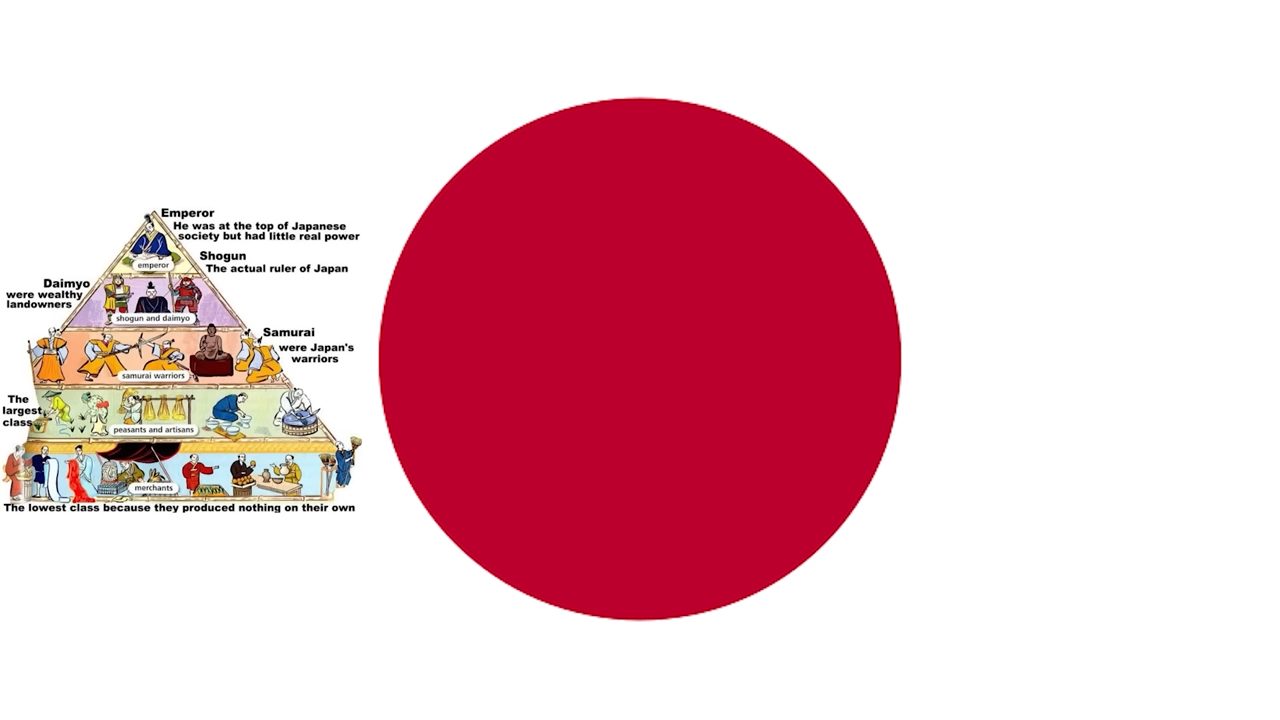 Emperor
He was at the top of Japanese
society but had little real power
Shogun
The actual ruler of Japan
emperor
Daimyo
were wealthy
landowners
shogun and daimyo
Samurai
were Japan's
warriors
samurai warriors
The
largest
class
peasants and artisans
merchants
The lowest class because they produced nothing on their own